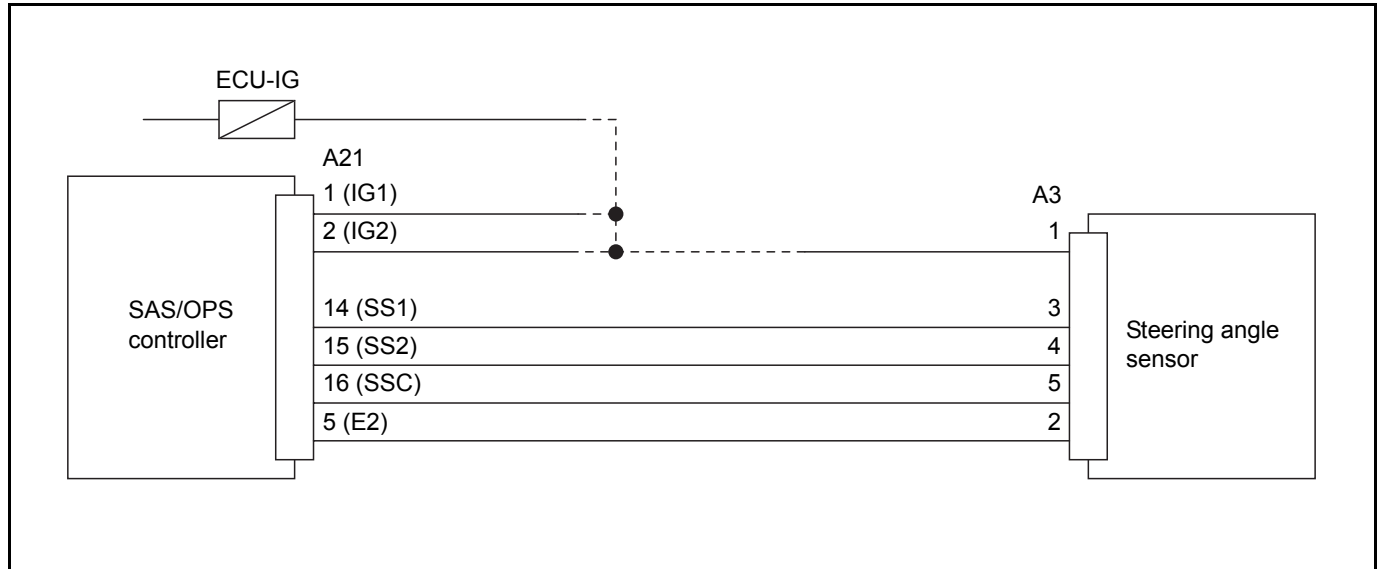 ECU-IG
A21
1 (IG1)
A3
2 (IG2)
1
14 (SS1)
3
SAS/OPS
controller
15 (SS2)
4
Steering angle
sensor
16 (SSC)
5
5 (E2)
2